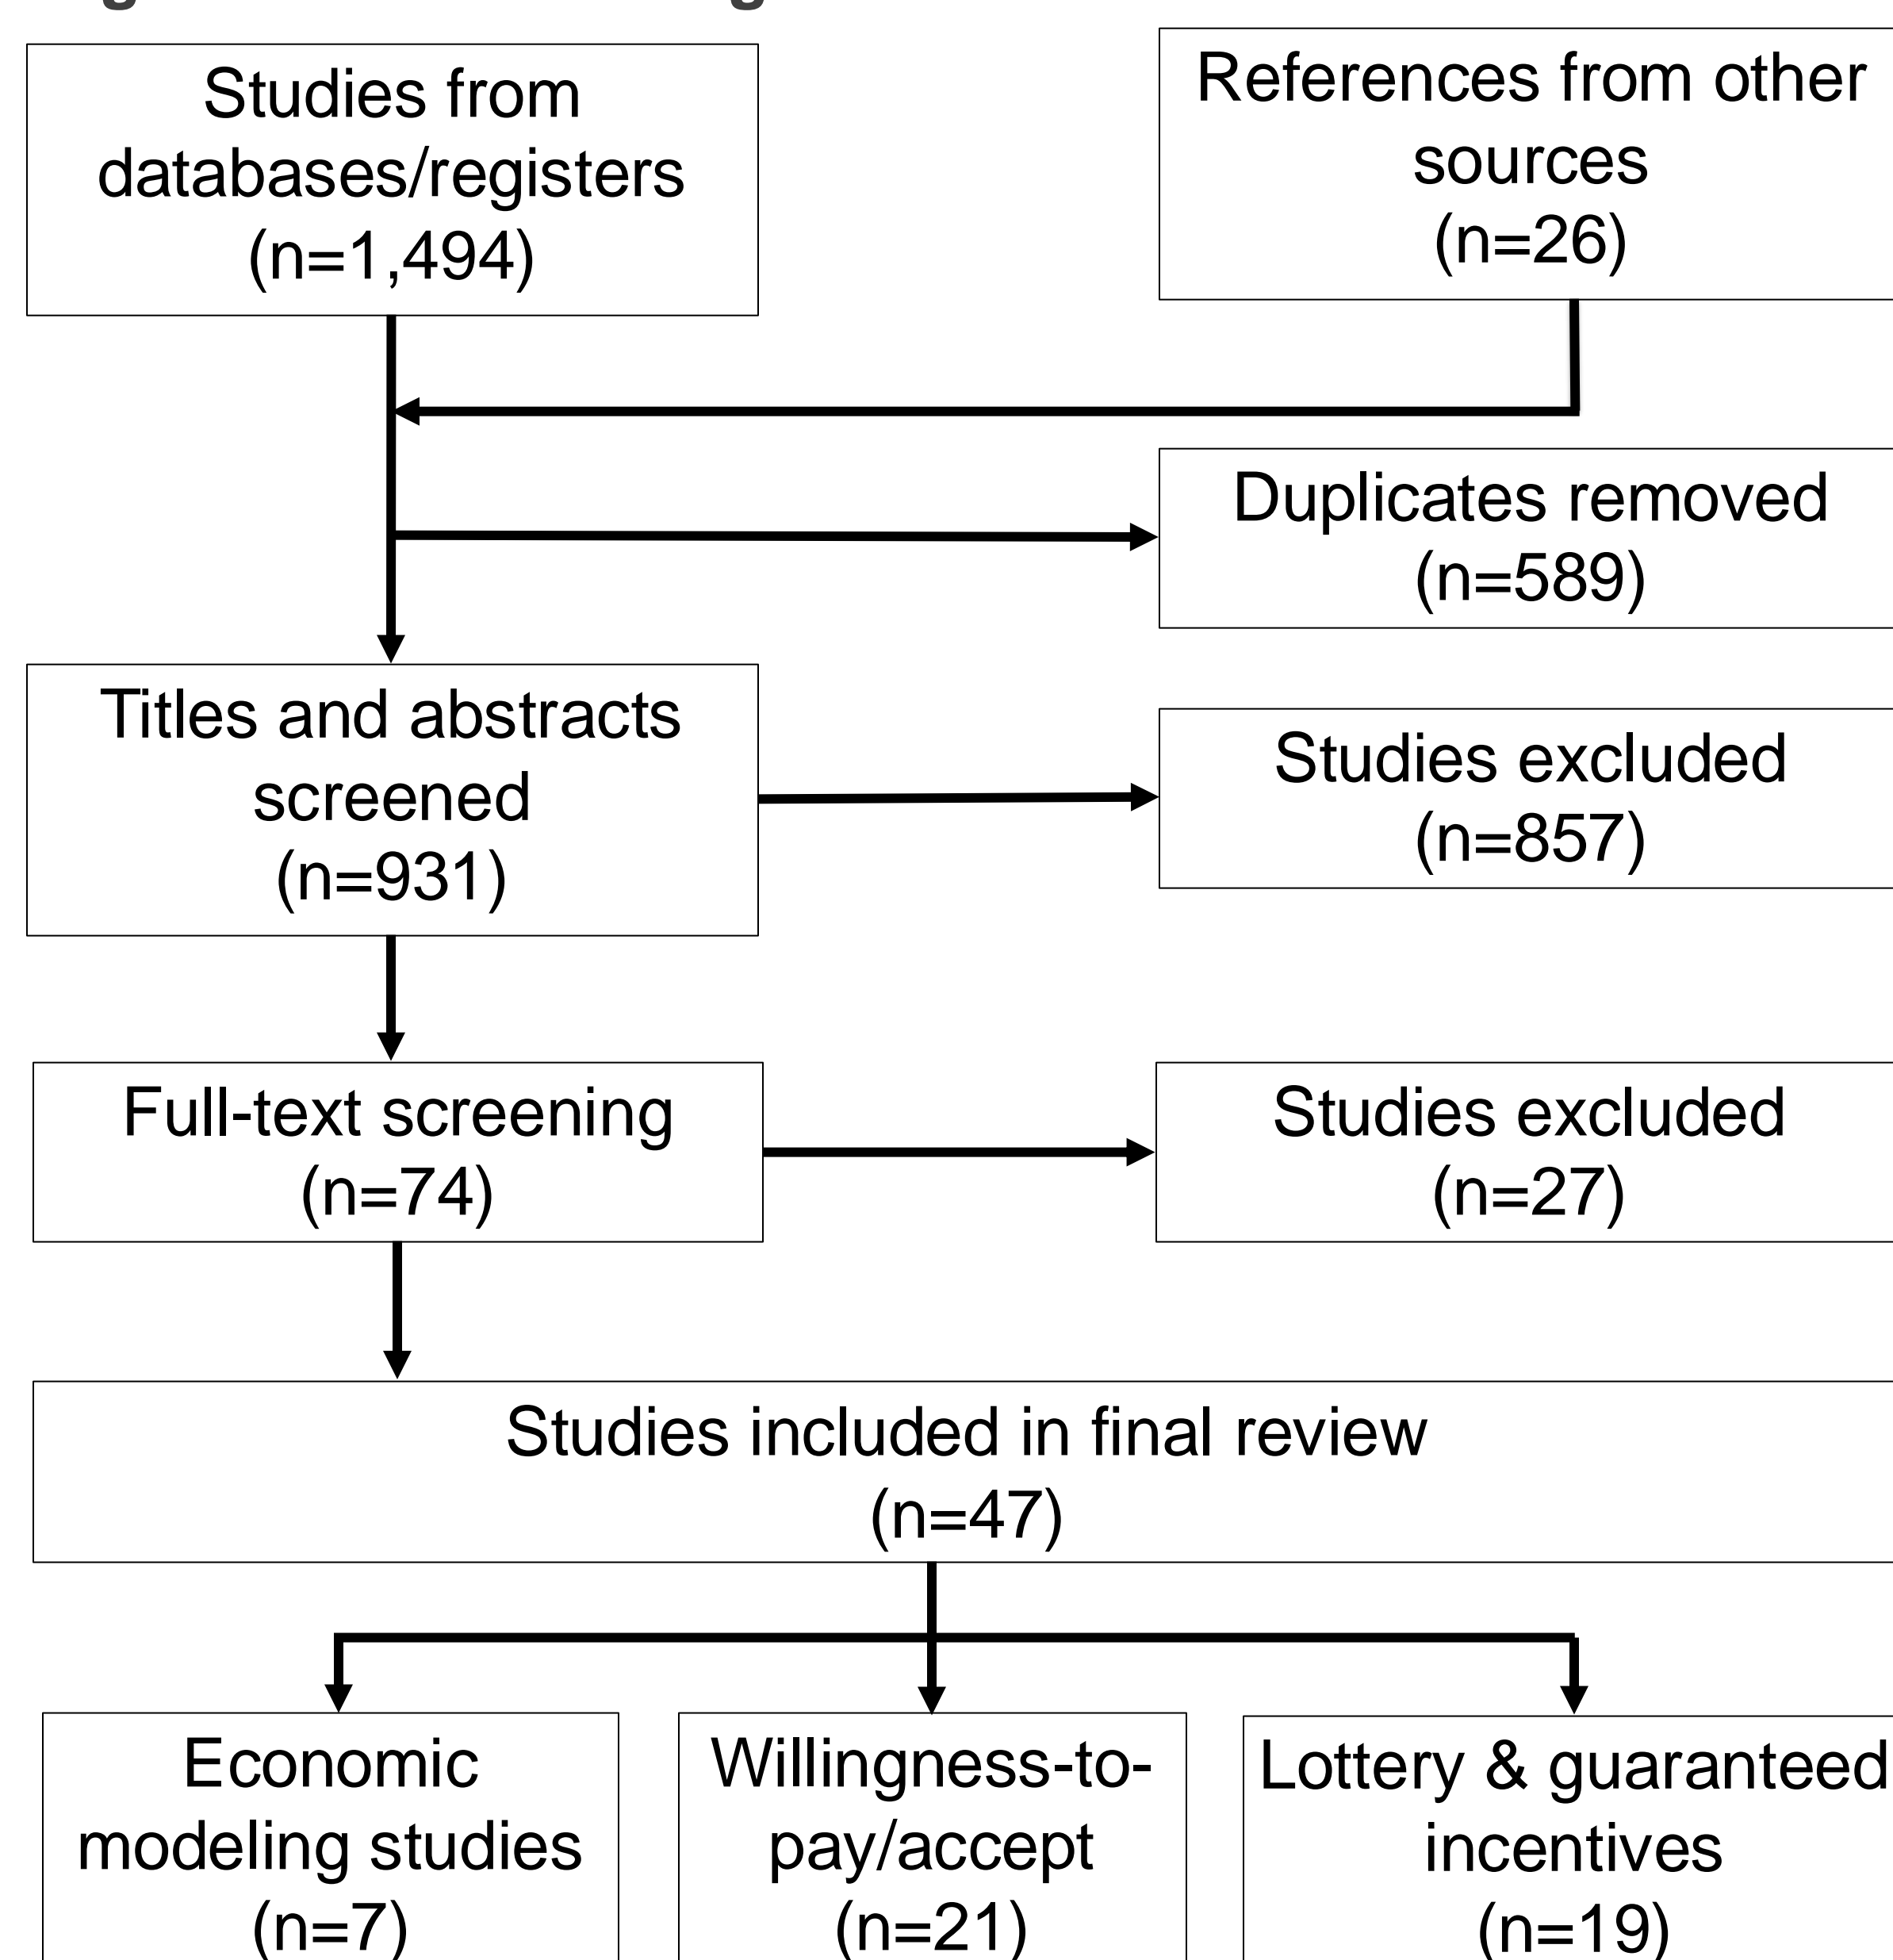 Studies from
databases/registers
(n=1,494)
References from other
sources
(n=26)
Duplicates removed
(n=589)
Titles and abstracts
screened
(n=931)
Studies excluded
(n=857)
Full-text screening
(n=74)
Studies excluded
(n=27)
Studies included in final review
(n=47)
Economic
modeling studies
(n=7)
Willingness-to-
pay/accept
(n=21)
Lottery & guaranteed
incentives
(n=19)